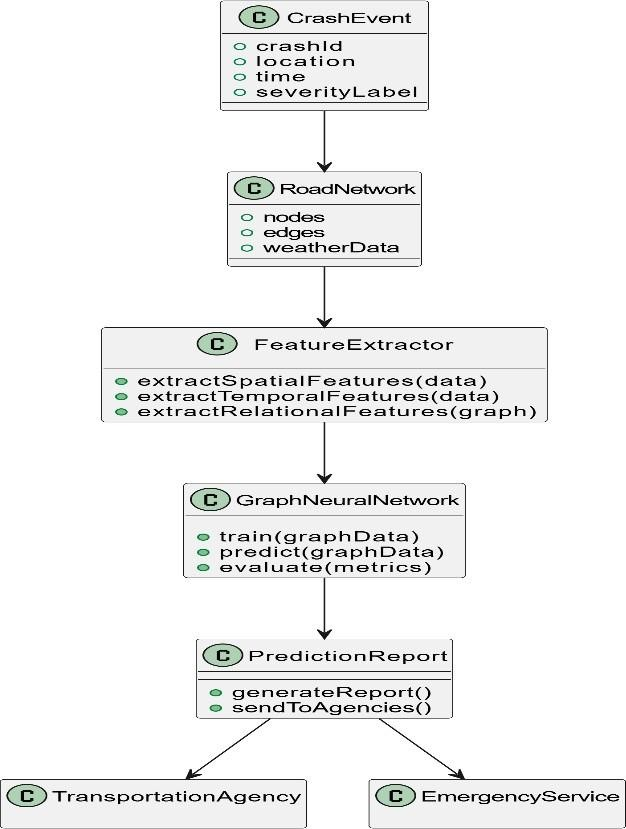 C CrashEvent
crashId
location
time
severityLabel
C RoadNetwork
nodes
edges
weatherData
C FeatureExtractor
extractSpatialFeatures(data)
extractTemporalFeatures(data)
extractRelationalFeatures(graph)
C GraphNeuralNetwork
train(graphData)
predict(graphData)
evaluate(metrics)
C PredictionReport
generateReport()
sendToAgencies()
C TransportationAgency
C EmergencyService